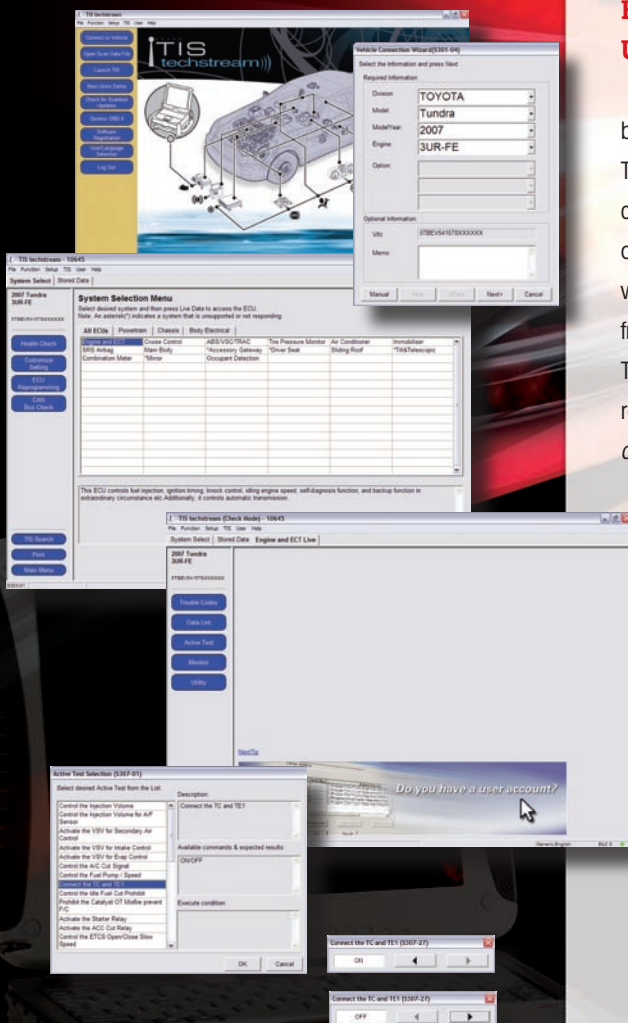 TIS techstream
File Function Setup TIS User Help
Connect to Vehicle
Open Scan Data File
Launch TIS
New Users Demo
Check for Scantool
Updates
Generic OBD II
Software
Registration
User/Language
Selection
Log Out
iTIS
techstream
Vehicle Connection Wizard(S301-04)
Select the information and press Next
Required Information
Division: TOYOTA
Model: Tundra
ModelYear: 2007
Engine: 3UR-FE
Option:
Optional Information
VIN:
Memo:
Manual Help <Back Next> Cancel
TIS techstream - 10645
File Function Setup TIS User Help
System Select Stored Data
2007 Tundra
3UR-FE
Health Check
Customize
Setting
ECU
Reprogramming
CAN
Bus Check
TIS Search
Print
Main Menu
System Selection Menu
Select desired system and then press Live Data to access the ECU.
Note: An asterisk(*) indicates a system that is unsupported or not responding.
All ECUs Powertrain Chassis Body Electrical
Engine and ECT Cruise Control ABS/VSC/TRAC Tire Pressure Monitor Air Conditioner Immobiliser
SRS Airbag Main Body *Accessory Gateway *Driver Seat Sliding Roof *Tilt&Telescopic
Combination Meter *Mirror Occupant Detection
This ECU controls fuel injection, ignition timing, knock control, idling engine speed, self-diagnosis function, and backup function in
extraordinary circumstance etc.Additionally, it controls automatic transmission.
TIS techstream (Check Mode) - 10645
File Function Setup TIS User Help
System Select Stored Data Engine and ECT Live
2007 Tundra
3UR-FE
Trouble Codes
Data List
Active Test
Monitor
Utility
Next Tip
Do you have a user account?
Generic English
Active Test Selection (S307-01)
Select desired Active Test from the List.
Control the Injection Volume
Control the Injection Volume for A/F
Sensor
Activate the VSV for Secondary Air
Control
Activate the VSV for Intake Control
Activate the VSV for Evap Control
Control the A/C Cut Signal
Control the Fuel Pump / Speed
Connect the TC and TE1
Control the Idle Fuel Cut Prohibit
Prohibit the Catalyst OT Misfire prevent
F/C
Activate the Starter Relay
Activate the ACC Cut Relay
Control the ETCS Open/Close Slow
Speed
Description:
Connect the TC and TE1
Available commands & expected results:
ON/OFF
Execute condition:
OK Cancel
Connect the TC and TE1 (S307-27)
ON
Connect the TC and TE1 (S307-27)
OFF